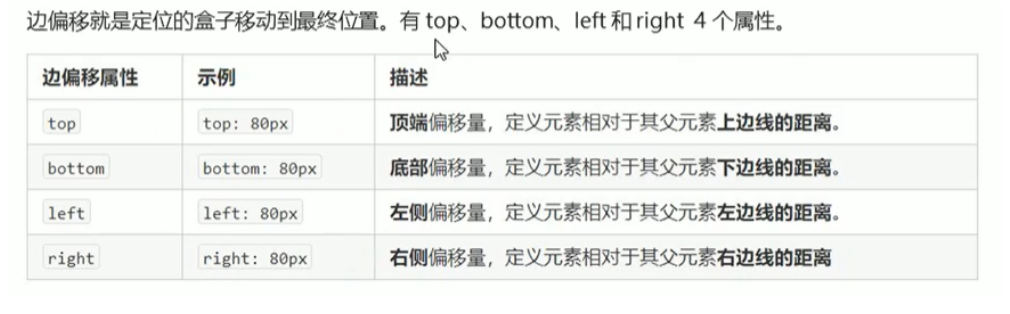 边偏移就是定位的盒子移动到最终位置。有 top、bottom、left 和 right 4 个属性。
边偏移属性 示例 描述
top top: 80px 顶端偏移量，定义元素相对于其父元素上边线的距离。
bottom bottom: 80px 底部偏移量，定义元素相对于其父元素下边线的距离。
left left: 80px 左侧偏移量，定义元素相对于其父元素左边线的距离。
right right: 80px 右侧偏移量，定义元素相对于其父元素右边线的距离